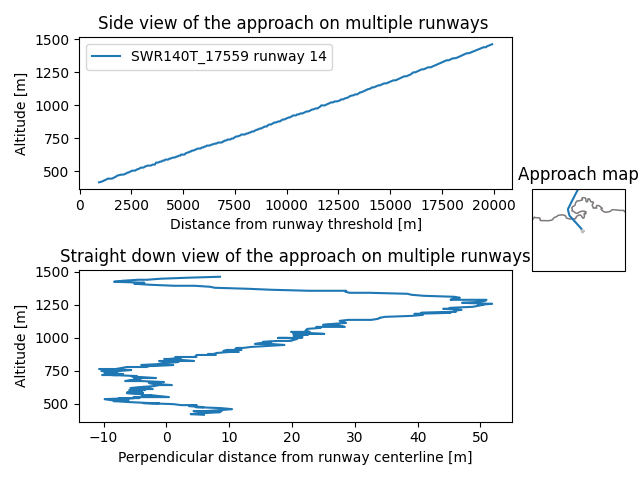 Side view of the approach on multiple runways
1500
1250
1000
750
500
Altitude [m]
SWR140T_17559 runway 14
0 2500 5000 7500 10000 12500 15000 17500 20000
Distance from runway threshold [m]
Approach map
Straight down view of the approach on multiple runways
1500
1250
1000
750
500
Altitude [m]
−10 0 10 20 30 40 50
Perpendicular distance from runway centerline [m]